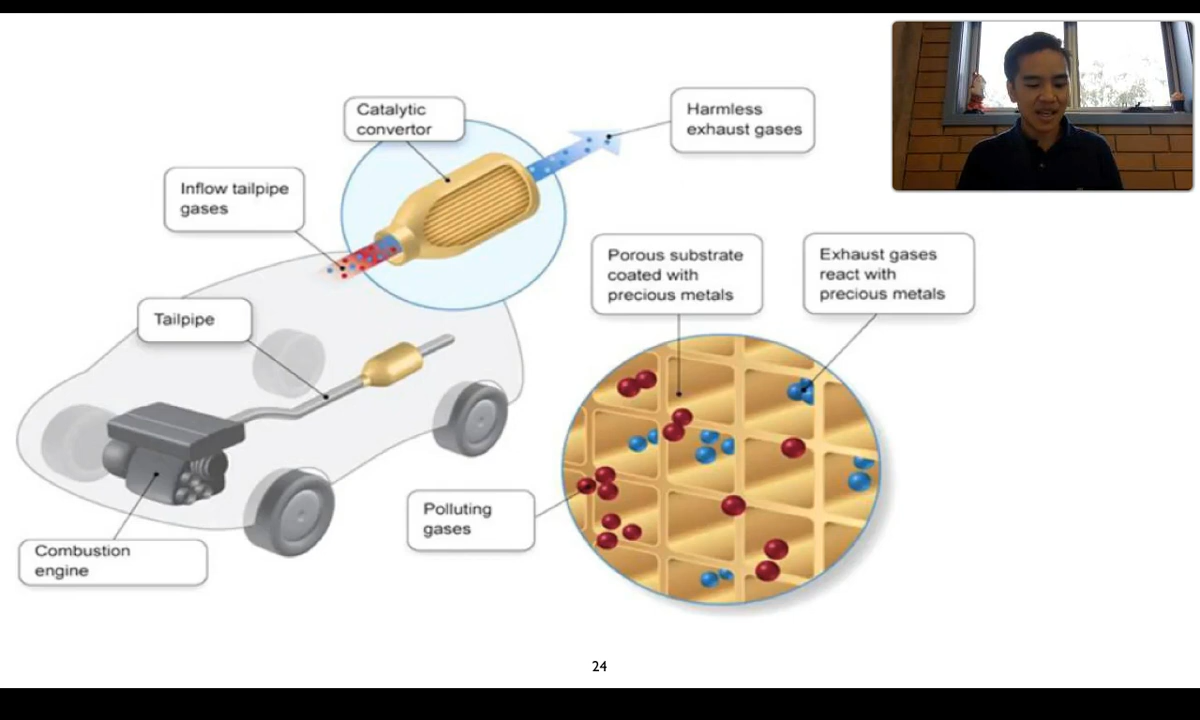 Catalytic
convertor
Harmless
exhaust gases
Inflow tailpipe
gases
Porous substrate
coated with
precious metals
Exhaust gases
react with
precious metals
Tailpipe
Polluting
gases
Combustion
engine
24